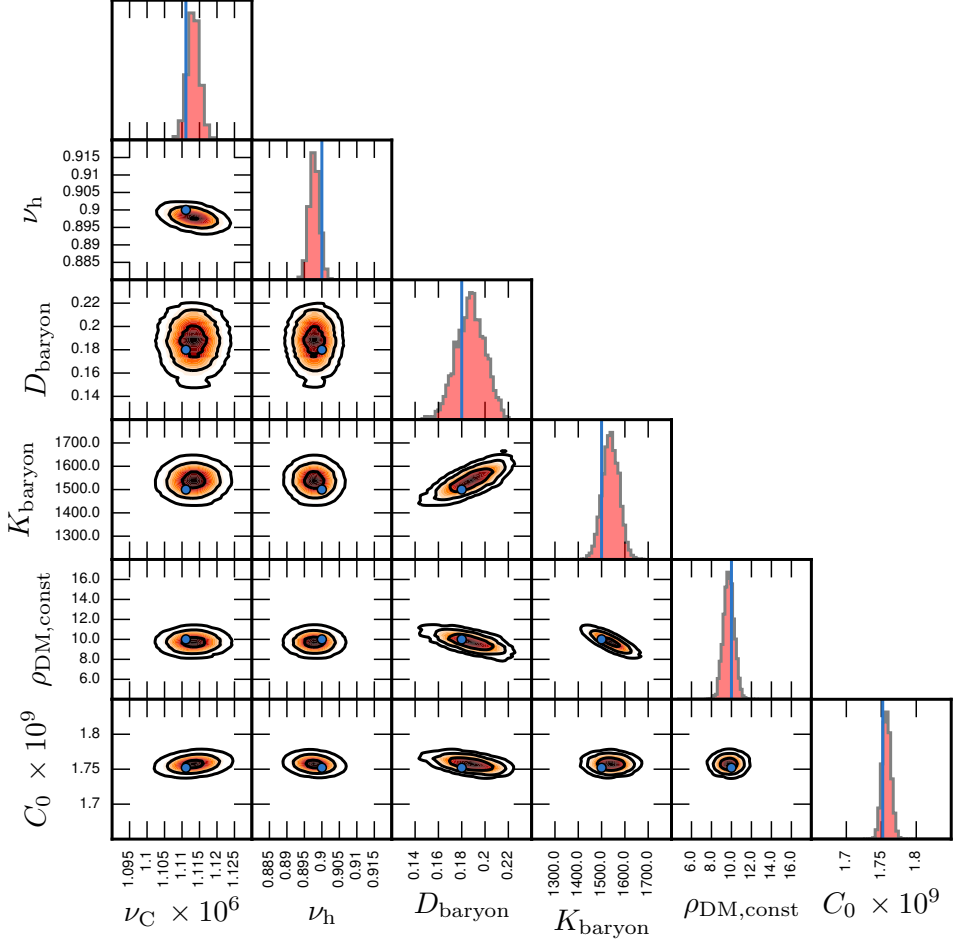 0.915
0.91
0.905
0.9
0.895
0.89
0.885
ν_h
0.22
0.2
0.18
0.16
0.14
D_baryon
1700.0
1600.0
1500.0
1400.0
1300.0
K_baryon
16.0
14.0
12.0
10.0
8.0
6.0
ρ_DM,const
1.8
1.75
1.7
C_0 × 10^9
1.095 1.1 1.105 1.11 1.115 1.12 1.125
0.885 0.89 0.895 0.9 0.905 0.91 0.915
0.14 0.16 0.18 0.2 0.22
13000.0 14000.0 15000.0 16000.0 17000.0
6.0 8.0 10.0 12.0 14.0 16.0
1.7 1.75 1.8
ν_C × 10^6 ν_h D_baryon K_baryon ρ_DM,const C_0 × 10^9